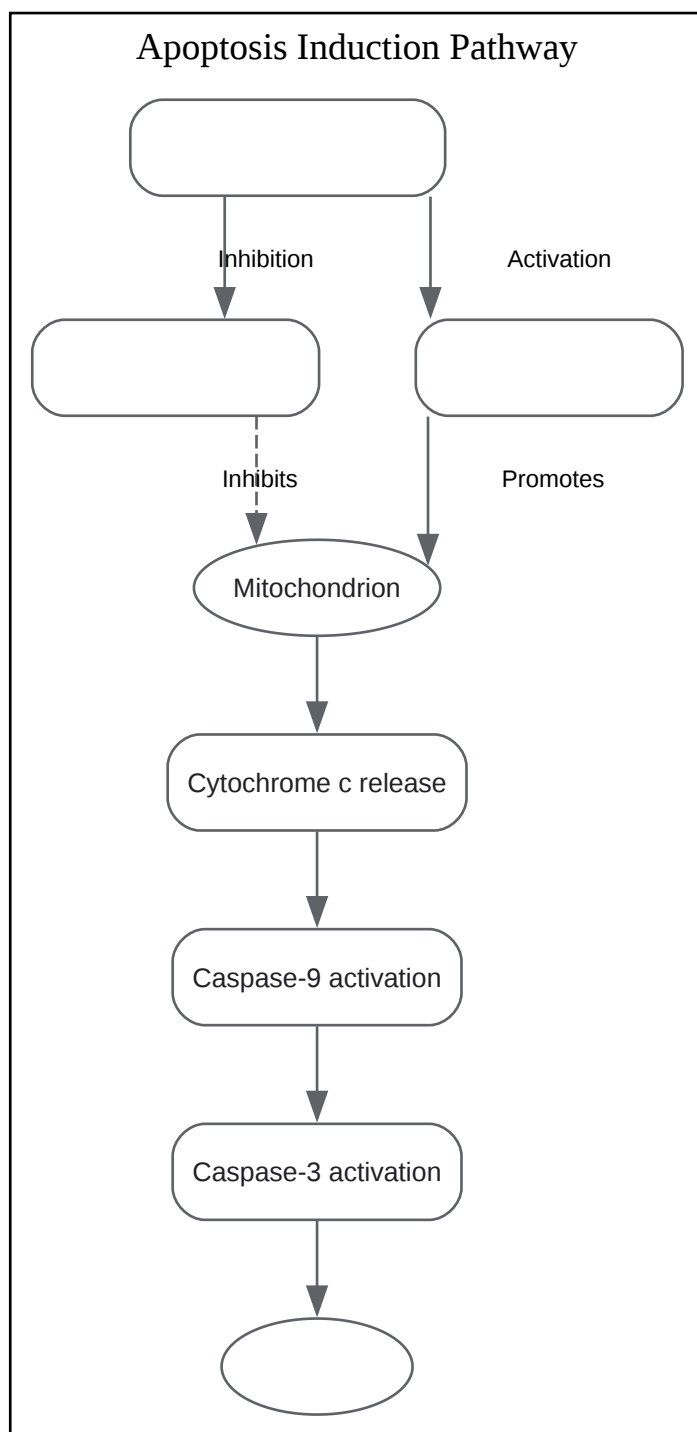 Apoptosis Induction Pathway
Inhibition
Activation
Inhibits
Promotes
Mitochondrion
Cytochrome c release
Caspase-9 activation
Caspase-3 activation